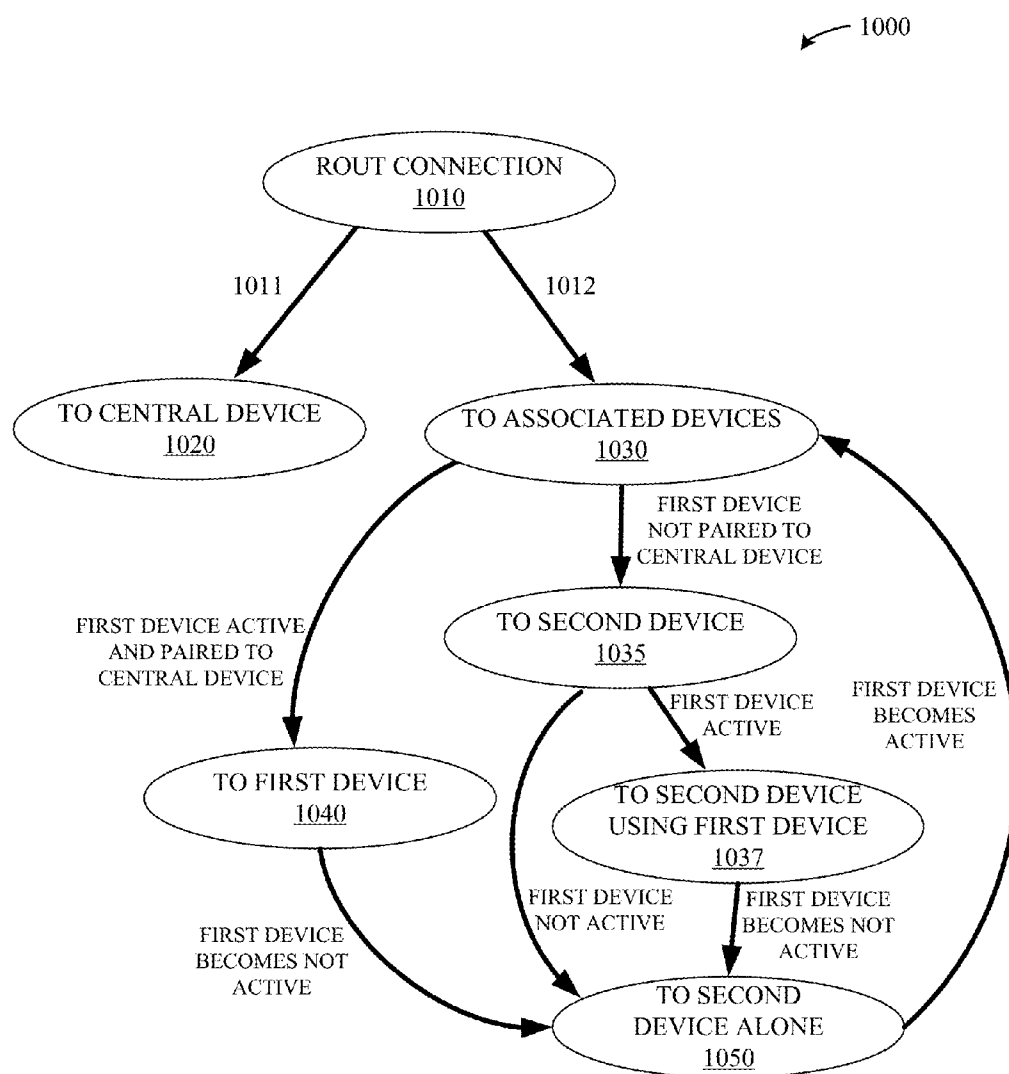 1000
ROUT CONNECTION
1010
1011
1012
TO CENTRAL DEVICE
1020
TO ASSOCIATED DEVICES
1030
FIRST DEVICE
NOT PAIRED TO
CENTRAL DEVICE
FIRST DEVICE ACTIVE
AND PAIRED TO
CENTRAL DEVICE
TO SECOND DEVICE
1035
FIRST DEVICE
ACTIVE
FIRST DEVICE
BECOMES
ACTIVE
TO FIRST DEVICE
1040
TO SECOND DEVICE
USING FIRST DEVICE
1037
FIRST DEVICE
NOT ACTIVE
FIRST DEVICE
BECOMES NOT
ACTIVE
FIRST DEVICE
BECOMES NOT
ACTIVE
TO SECOND
DEVICE ALONE
1050